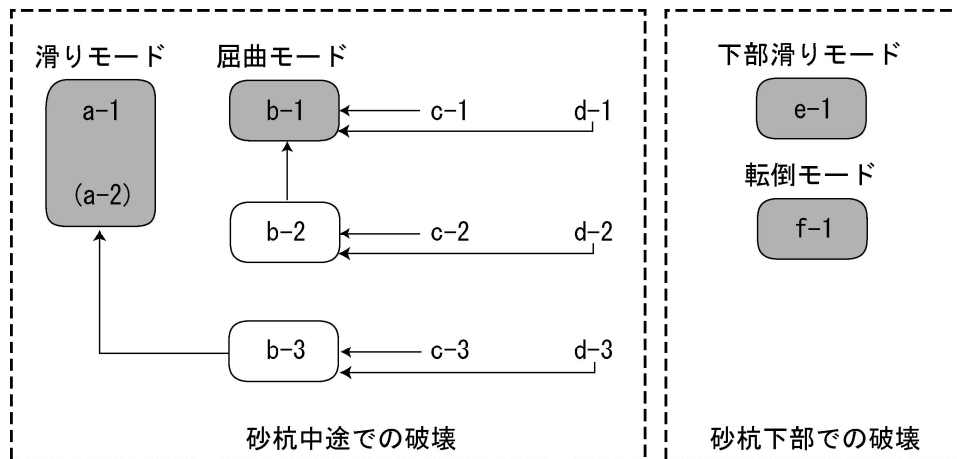 滑りモード
屈曲モード
a-1
(a-2)
b-1
c-1
d-1
b-2
c-2
d-2
b-3
c-3
d-3
砂杭中途での破壊
下部滑りモード
e-1
転倒モード
f-1
砂杭下部での破壊